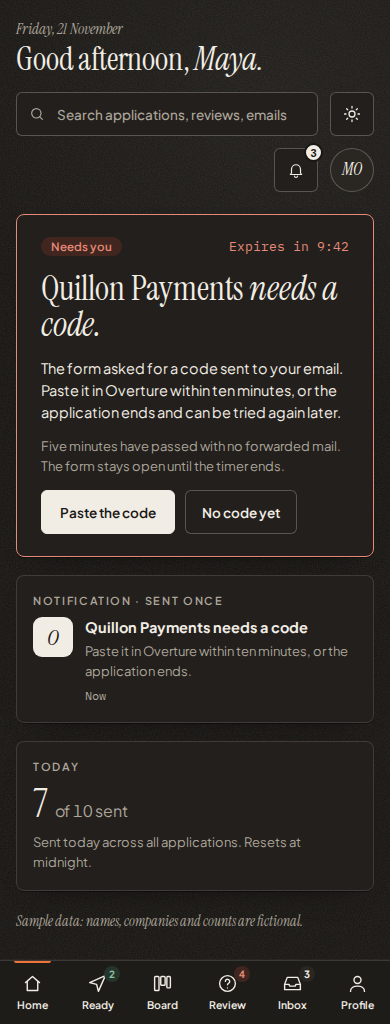 Friday, 21 November
Good afternoon, Maya.
Search applications, reviews, emails
3
MO
Needs you
Expires in 9:42
Quillon Payments needs a
code.
The form asked for a code sent to your email.
Paste it in Overture within ten minutes, or the
application ends and can be tried again later.
Five minutes have passed with no forwarded mail.
The form stays open until the timer ends.
Paste the code
No code yet
NOTIFICATION · SENT ONCE
O
Quillon Payments needs a code
Paste it in Overture within ten minutes, or the
application ends.
Now
TODAY
7 of 10 sent
Sent today across all applications. Resets at
midnight.
Sample data: names, companies and counts are fictional.
2
4
3
Home
Ready
Board
Review
Inbox
Profile